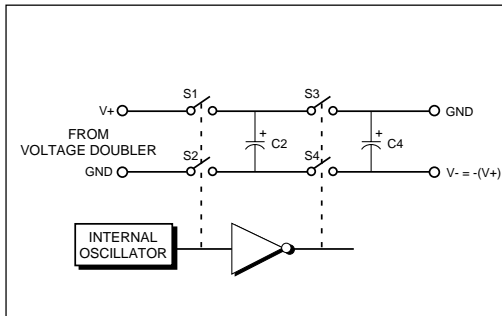 S1
S3
V+
GND
+
C2
+
C4
FROM
VOLTAGE DOUBLER
S2
S4
GND
V- = -(V+)
INTERNAL
OSCILLATOR